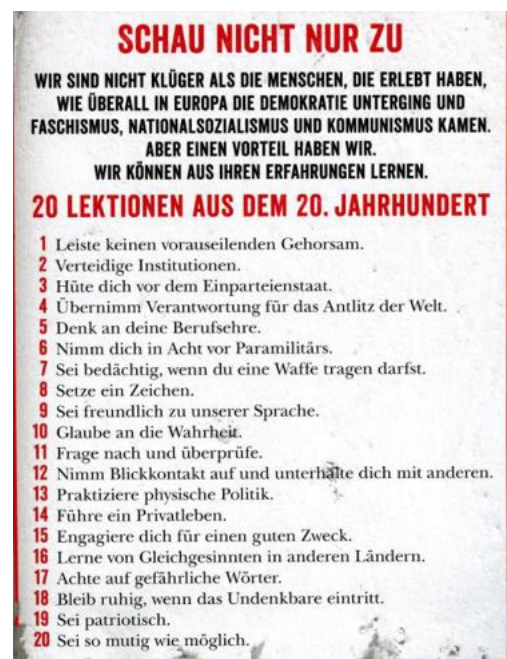 SCHAU NICHT NUR ZU
WIR SIND NICHT KLÜGER ALS DIE MENSCHEN, DIE ERLEBT HABEN,
WIE ÜBERALL IN EUROPA DIE DEMOKRATIE UNTERGING UND
FASCHISMUS, NATIONALSOZIALISMUS UND KOMMUNISMUS KAMEN.
ABER EINEN VORTEIL HABEN WIR.
WIR KÖNNEN AUS IHREN ERFAHRUNGEN LERNEN.
20 LEKTIONEN AUS DEM 20. JAHRHUNDERT
1 Leiste keinen vorauseilenden Gehorsam.
2 Verteidige Institutionen.
3 Hüte dich vor dem Einparteienstaat.
4 Übernimm Verantwortung für das Antlitz der Welt.
5 Denk an deine Berufsehre.
6 Nimm dich in Acht vor Paramilitärs.
7 Sei bedächtig, wenn du eine Waffe tragen darfst.
8 Setze ein Zeichen.
9 Sei freundlich zu unserer Sprache.
10 Glaube an die Wahrheit.
11 Frage nach und überprüfe.
12 Nimm Blickkontakt auf und unterhalte dich mit anderen.
13 Praktiziere physische Politik.
14 Führe ein Privatleben.
15 Engagiere dich für einen guten Zweck.
16 Lerne von Gleichgesinnten in anderen Ländern.
17 Achte auf gefährliche Wörter.
18 Bleib ruhig, wenn das Undenkbare eintritt.
19 Sei patriotisch.
20 Sei so mutig wie möglich.